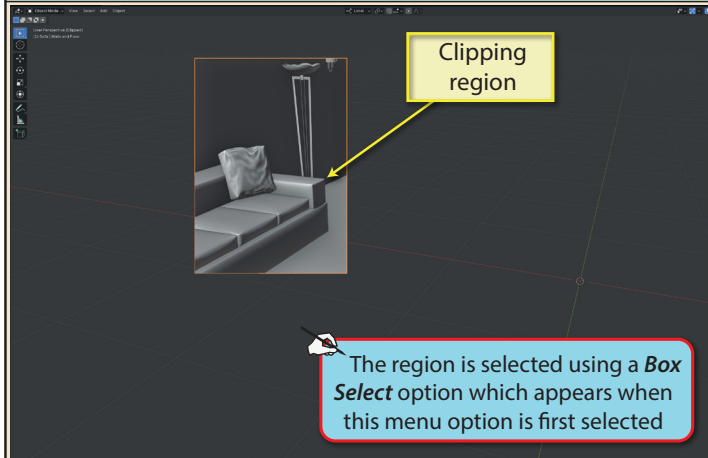 Object Mode View Select Add Object
Local
User Perspective (Clipped)
Clipping
region
The region is selected using a Box
Select option which appears when
this menu option is first selected